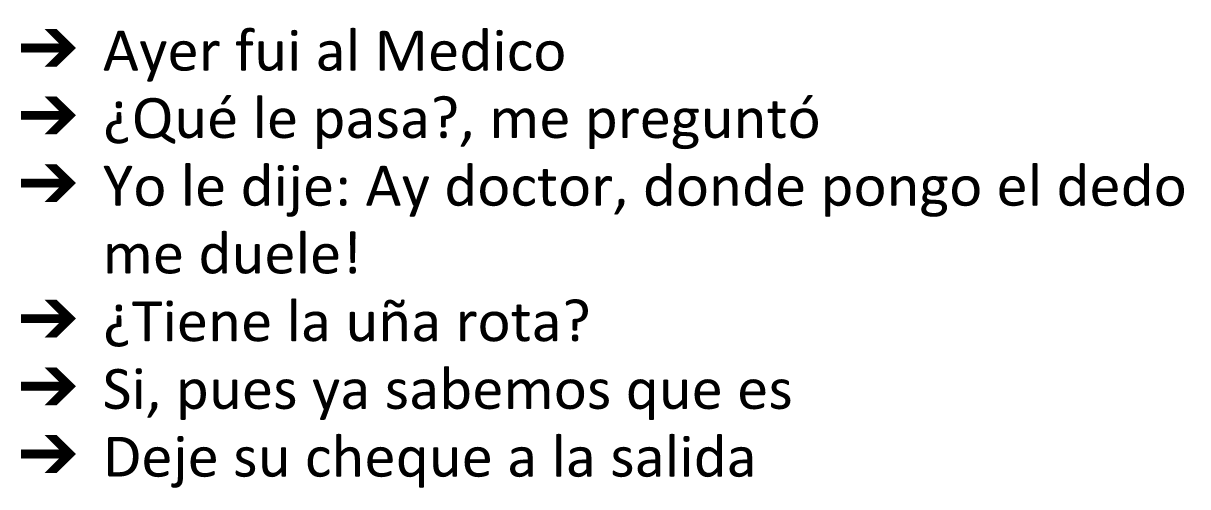 ➔ Ayer fui al Medico
➔ ¿Qué le pasa?, me preguntó
➔ Yo le dije: Ay doctor, donde pongo el dedo
me duele!
➔ ¿Tiene la uña rota?
➔ Si, pues ya sabemos que es
➔ Deje su cheque a la salida